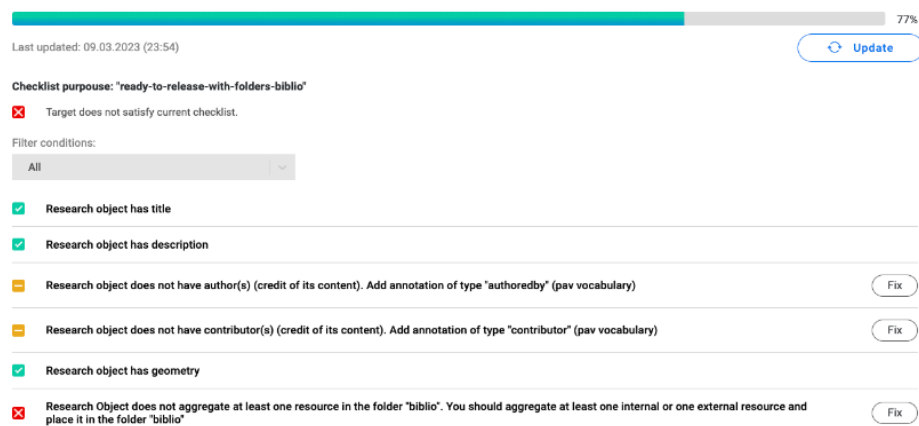 77%
Last updated: 09.03.2023 (23:54)
Update
Checklist purpouse: "ready-to-release-with-folders-biblio"
Target does not satisfy current checklist.
Filter conditions:
All
Research object has title
Research object has description
Research object does not have author(s) (credit of its content). Add annotation of type "authoredby" (pav vocabulary)
Fix
Research object does not have contributor(s) (credit of its content). Add annotation of type "contributor" (pav vocabulary)
Fix
Research object has geometry
Research Object does not aggregate at least one resource in the folder "biblio". You should aggregate at least one internal or one external resource and
place it in the folder "biblio"
Fix